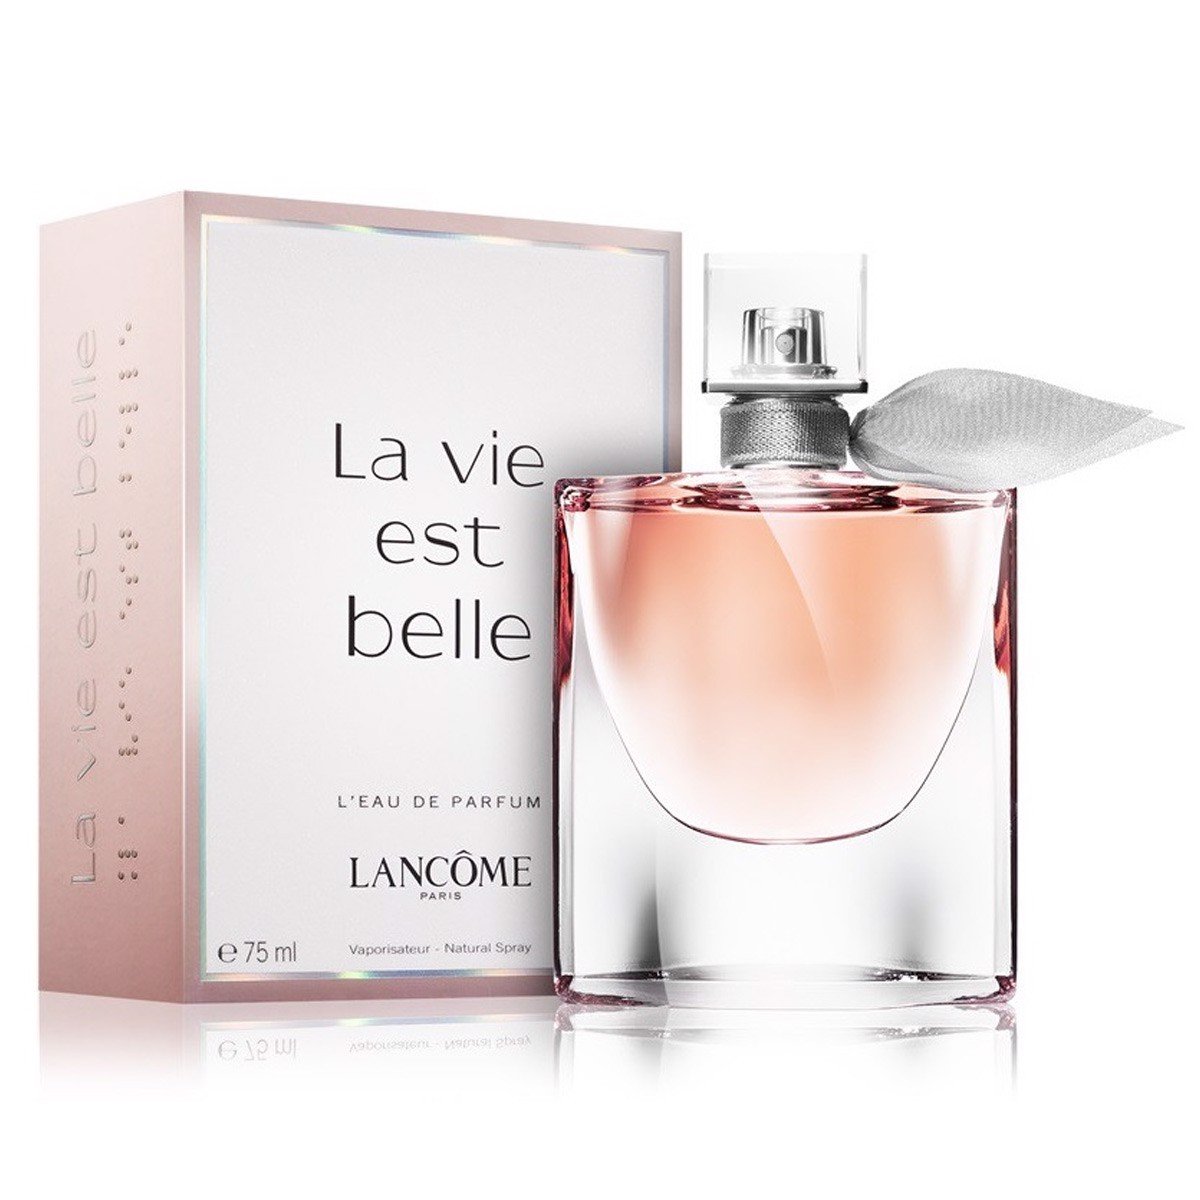 La vie est belle
La vie
est
belle
L'EAU DE PARFUM
LANCÔME
PARIS
℮ 75 ml
Vaporisateur - Natural Spray